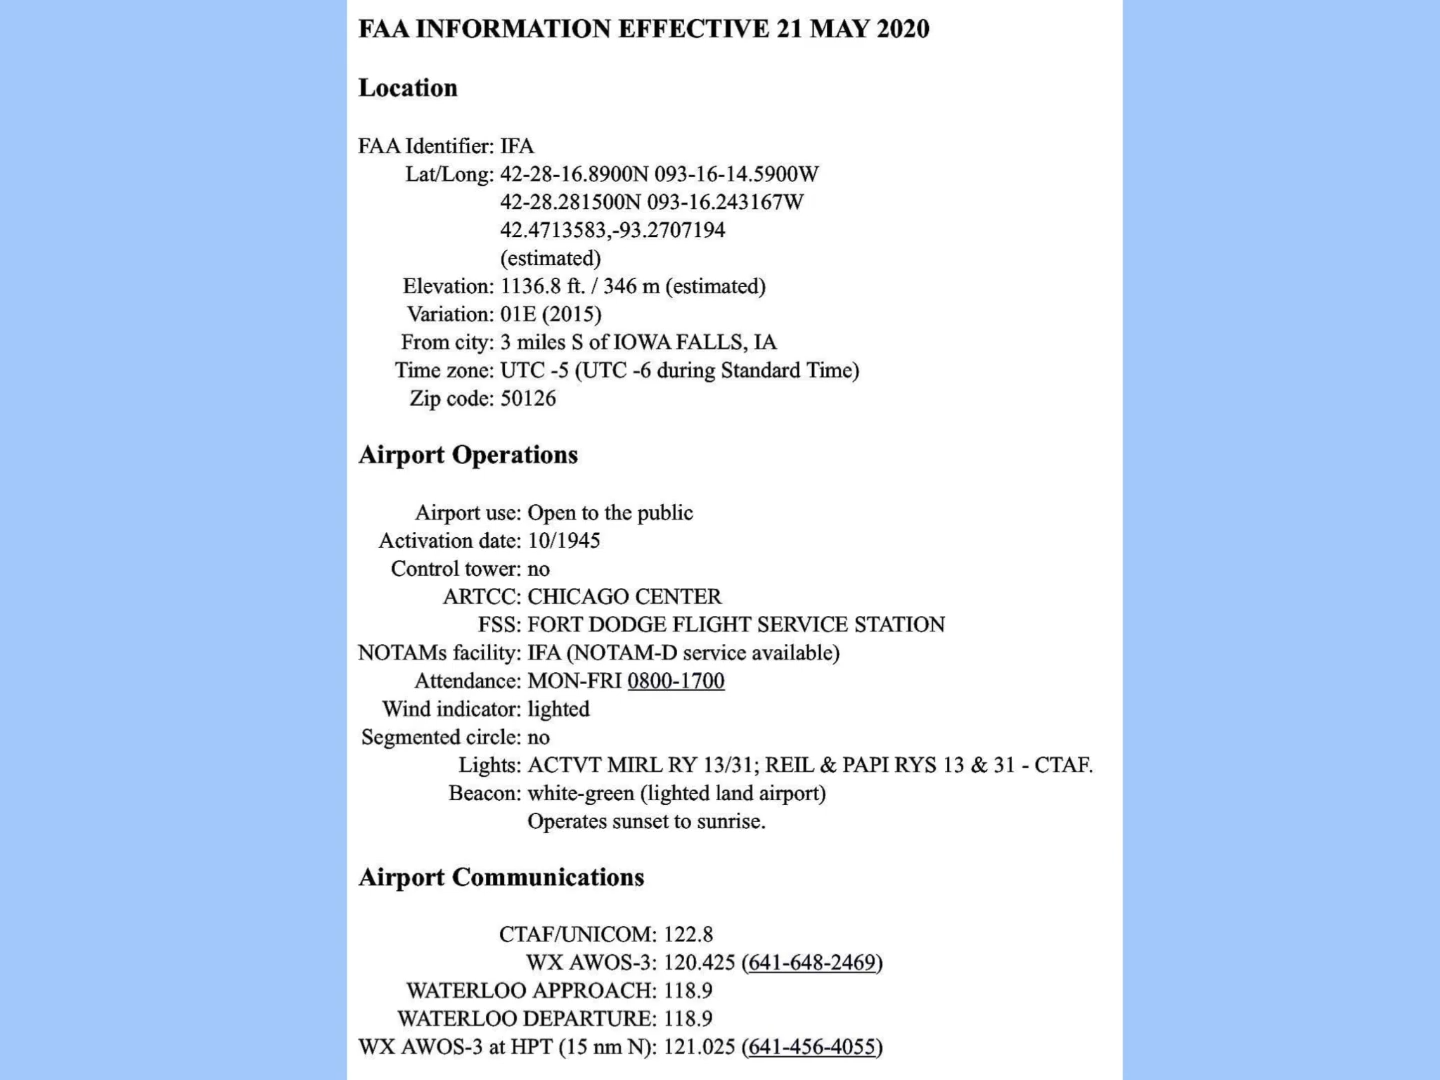 FAA INFORMATION EFFECTIVE 21 MAY 2020
Location
FAA Identifier: IFA
Lat/Long: 42-28-16.8900N 093-16-14.5900W
42-28.281500N 093-16.243167W
42.4713583,-93.2707194
(estimated)
Elevation: 1136.8 ft. / 346 m (estimated)
Variation: 01E (2015)
From city: 3 miles S of IOWA FALLS, IA
Time zone: UTC -5 (UTC -6 during Standard Time)
Zip code: 50126
Airport Operations
Airport use: Open to the public
Activation date: 10/1945
Control tower: no
ARTCC: CHICAGO CENTER
FSS: FORT DODGE FLIGHT SERVICE STATION
NOTAMs facility: IFA (NOTAM-D service available)
Attendance: MON-FRI 0800-1700
Wind indicator: lighted
Segmented circle: no
Lights: ACTVT MIRL RY 13/31; REIL & PAPI RYS 13 & 31 - CTAF.
Beacon: white-green (lighted land airport)
Operates sunset to sunrise.
Airport Communications
CTAF/UNICOM: 122.8
WX AWOS-3: 120.425 (641-648-2469)
WATERLOO APPROACH: 118.9
WATERLOO DEPARTURE: 118.9
WX AWOS-3 at HPT (15 nm N): 121.025 (641-456-4055)